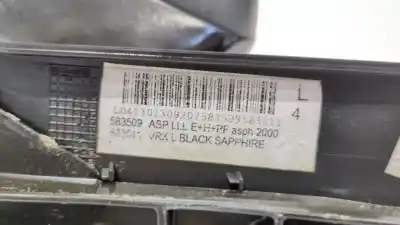 L
4
583509 ASP LLL E+H+PF asph 2000
VRX L BLACK SAPPHIRE